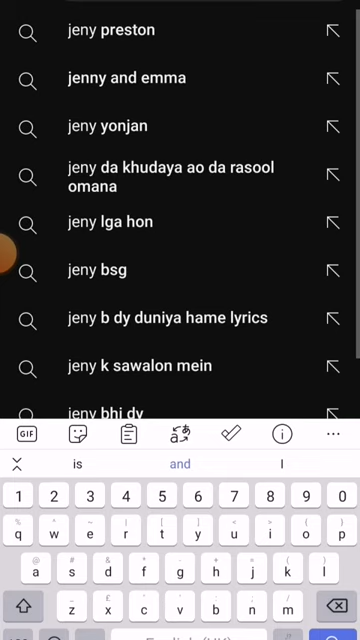 jeny preston
jenny and emma
jeny yonjan
jeny da khudaya ao da rasool
omana
jeny lga hon
jeny bsg
jeny b dy duniya hame lyrics
jeny k sawalon mein
jeny bhi dy
GIF
is and I
1 2 3 4 5 6 7 8 9 0
q w e r t y u i o p
a s d f g h j k l
z x c v b n m
English (UK)